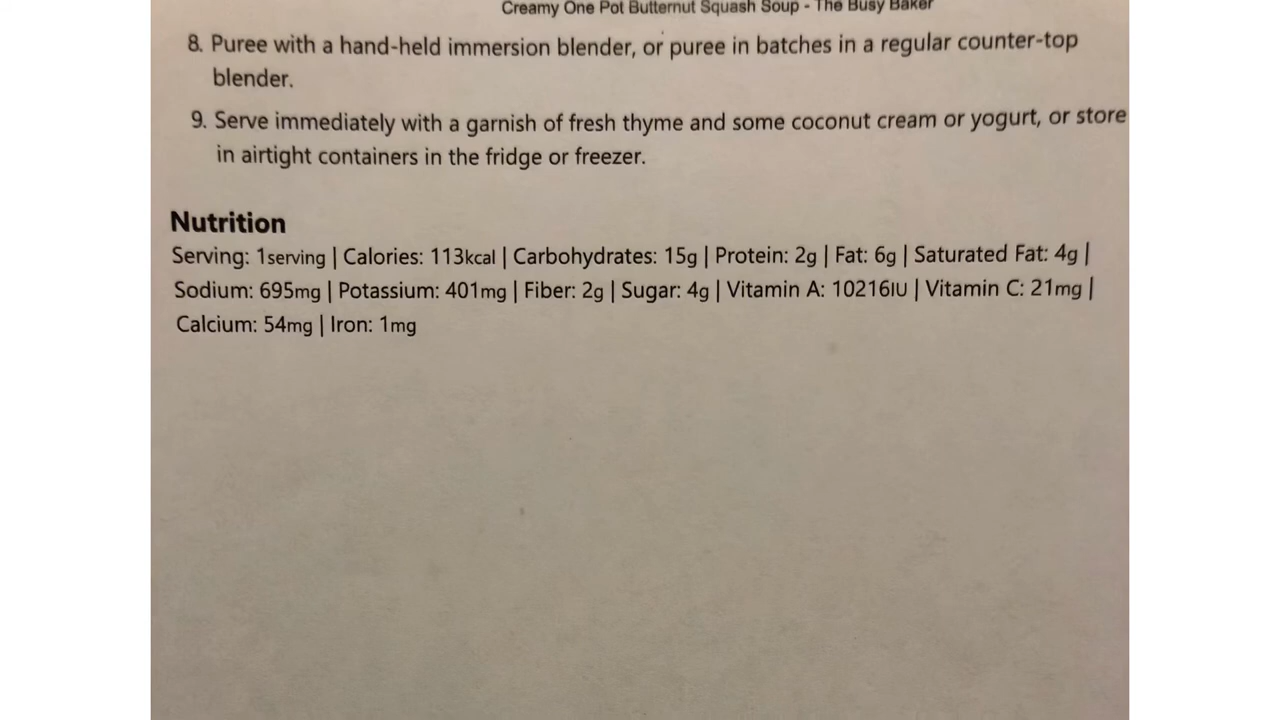 Creamy One Pot Butternut Squash Soup - The Busy Baker
8. Puree with a hand-held immersion blender, or puree in batches in a regular counter-top
blender.
9. Serve immediately with a garnish of fresh thyme and some coconut cream or yogurt, or store
in airtight containers in the fridge or freezer.
Nutrition
Serving: 1serving | Calories: 113kcal | Carbohydrates: 15g | Protein: 2g | Fat: 6g | Saturated Fat: 4g |
Sodium: 695mg | Potassium: 401mg | Fiber: 2g | Sugar: 4g | Vitamin A: 10216IU | Vitamin C: 21mg |
Calcium: 54mg | Iron: 1mg